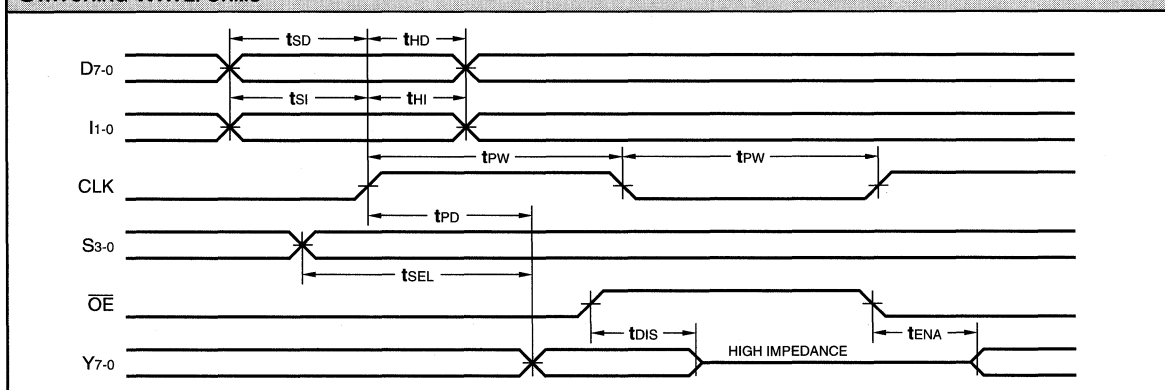 SWITCHING WAVEFORMS
tSD tHD
D7-0
tSI tHI
I1-0
tPW tPW
CLK
tPD
S3-0
tSEL
OE
tDIS tENA
HIGH IMPEDANCE
Y7-0